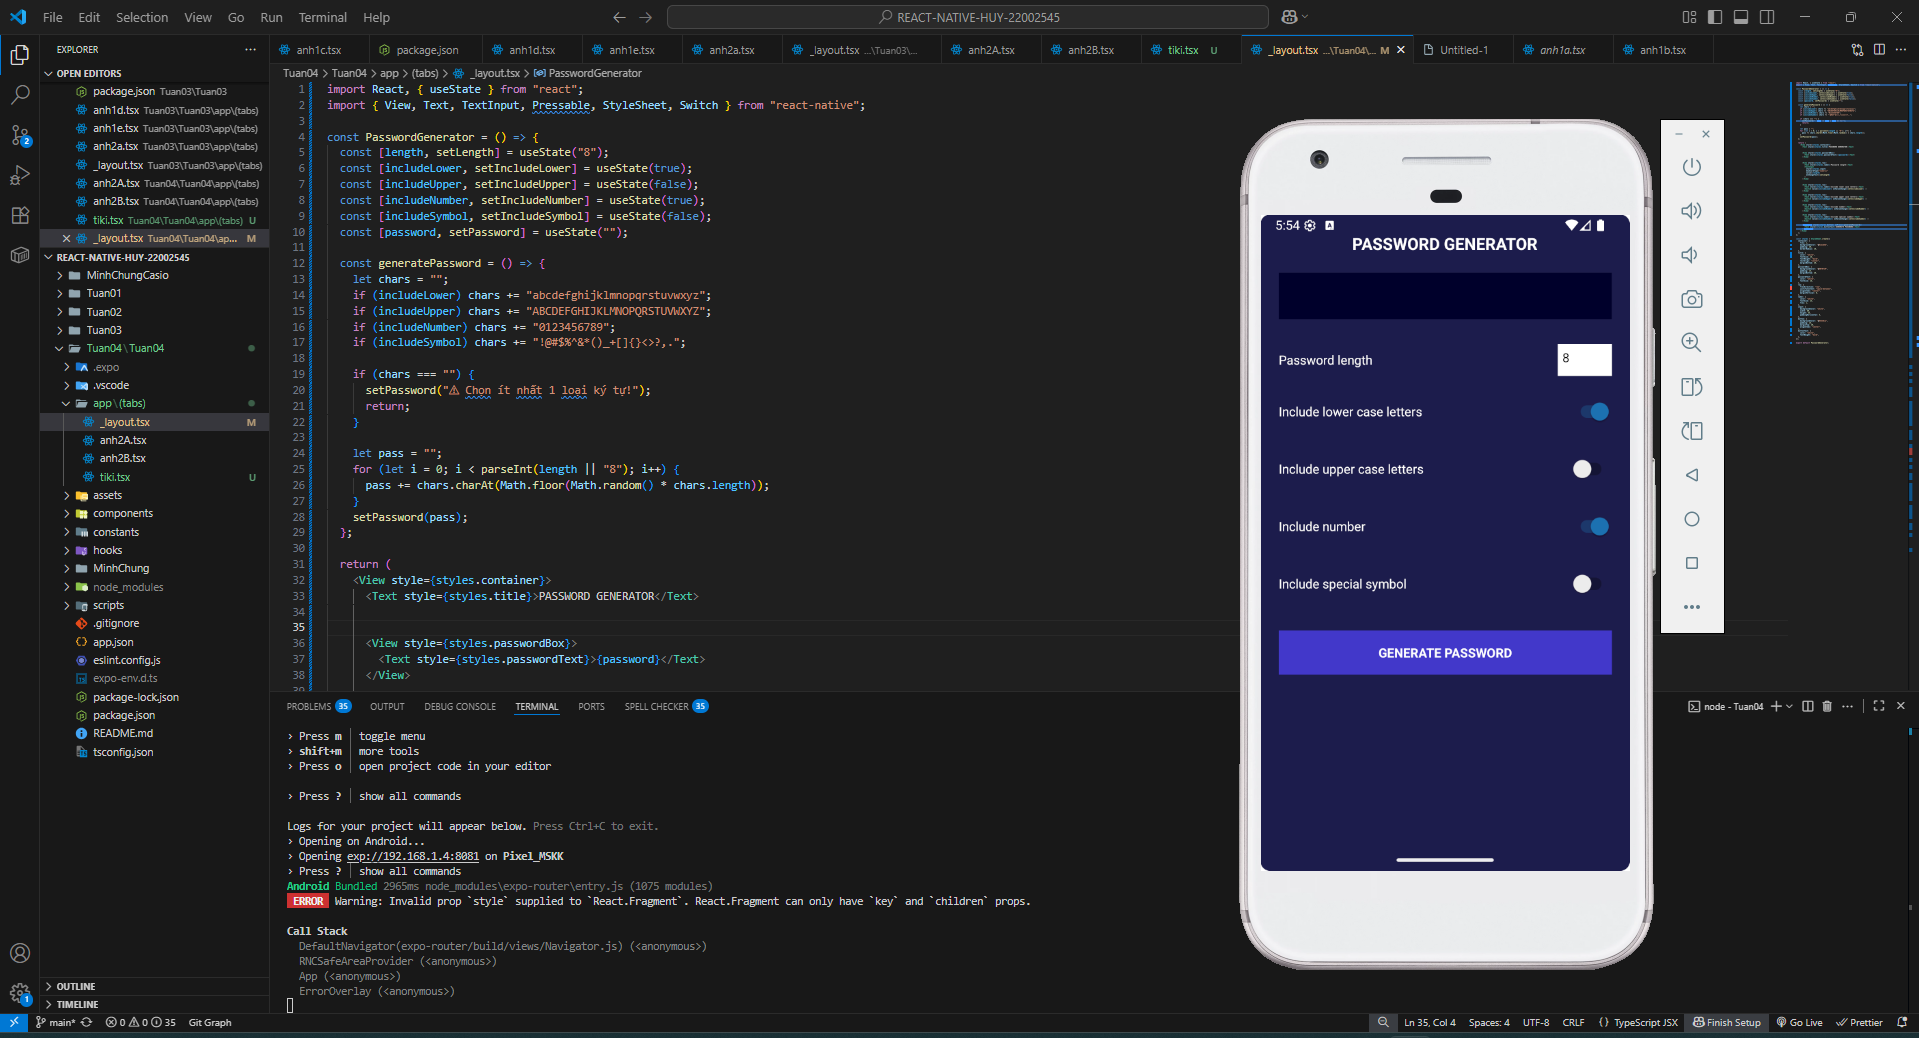 File Edit Selection View Go Run Terminal Help
REACT-NATIVE-HUY-22002545
EXPLORER
OPEN EDITORS
package.json Tuan03\Tuan03
anh1d.tsx Tuan03\Tuan03\app\(tabs)
anh1e.tsx Tuan03\Tuan03\app\(tabs)
anh2a.tsx Tuan03\Tuan03\app\(tabs)
_layout.tsx Tuan03\Tuan03\app\(tabs)
anh2A.tsx Tuan04\Tuan04\app\(tabs)
anh2B.tsx Tuan04\Tuan04\app\(tabs)
tiki.tsx Tuan04\Tuan04\app\(tabs) U
_layout.tsx Tuan04\Tuan04\ap... M
REACT-NATIVE-HUY-22002545
MinhChungCasio
Tuan01
Tuan02
Tuan03
Tuan04\Tuan04
.expo
.vscode
app\(tabs)
_layout.tsx M
anh2A.tsx
anh2B.tsx
tiki.tsx U
assets
components
constants
hooks
MinhChung
node_modules
scripts
.gitignore
app.json
eslint.config.js
expo-env.d.ts
package-lock.json
package.json
README.md
tsconfig.json
OUTLINE
TIMELINE
anh1c.tsx package.json anh1d.tsx anh1e.tsx anh2a.tsx _layout.tsx ...\Tuan03\... anh2A.tsx anh2B.tsx tiki.tsx U _layout.tsx ...\Tuan04\... M Untitled-1 anh1a.tsx anh1b.tsx
Tuan04 > Tuan04 > app > (tabs) > _layout.tsx > PasswordGenerator
1 import React, { useState } from "react";
2 import { View, Text, TextInput, Pressable, StyleSheet, Switch } from "react-native";
3
4 const PasswordGenerator = () => {
5 const [length, setLength] = useState("8");
6 const [includeLower, setIncludeLower] = useState(true);
7 const [includeUpper, setIncludeUpper] = useState(false);
8 const [includeNumber, setIncludeNumber] = useState(true);
9 const [includeSymbol, setIncludeSymbol] = useState(false);
10 const [password, setPassword] = useState("");
11
12 const generatePassword = () => {
13 let chars = "";
14 if (includeLower) chars += "abcdefghijklmnopqrstuvwxyz";
15 if (includeUpper) chars += "ABCDEFGHIJKLMNOPQRSTUVWXYZ";
16 if (includeNumber) chars += "0123456789";
17 if (includeSymbol) chars += "!@#$%^&*()_+[]{}<>?,.";
18
19 if (chars === "") {
20 setPassword("⚠ Chọn ít nhất 1 loại ký tự!");
21 return;
22 }
23
24 let pass = "";
25 for (let i = 0; i < parseInt(length || "8"); i++) {
26 pass += chars.charAt(Math.floor(Math.random() * chars.length));
27 }
28 setPassword(pass);
29 };
30
31 return (
32 <View style={styles.container}>
33 <Text style={styles.title}>PASSWORD GENERATOR</Text>
34
35
36 <View style={styles.passwordBox}>
37 <Text style={styles.passwordText}>{password}</Text>
38 </View>
PROBLEMS 35 OUTPUT DEBUG CONSOLE TERMINAL PORTS SPELL CHECKER 35
node - Tuan04
› Press m │ toggle menu
› shift+m │ more tools
› Press o │ open project code in your editor
› Press ? │ show all commands
Logs for your project will appear below. Press Ctrl+C to exit.
› Opening on Android...
› Opening exp://192.168.1.4:8081 on Pixel_MSKK
› Press ? │ show all commands
Android Bundled 2965ms node_modules\expo-router\entry.js (1075 modules)
ERROR Warning: Invalid prop `style` supplied to `React.Fragment`. React.Fragment can only have `key` and `children` props.
Call Stack
DefaultNavigator(expo-router/build/views/Navigator.js) (<anonymous>)
RNCSafeAreaProvider (<anonymous>)
App (<anonymous>)
ErrorOverlay (<anonymous>)
5:54
PASSWORD GENERATOR
Password length 8
Include lower case letters
Include upper case letters
Include number
Include special symbol
GENERATE PASSWORD
main* 0 0 35 Git Graph
Ln 35, Col 4 Spaces: 4 UTF-8 CRLF {} TypeScript JSX Finish Setup Go Live Prettier